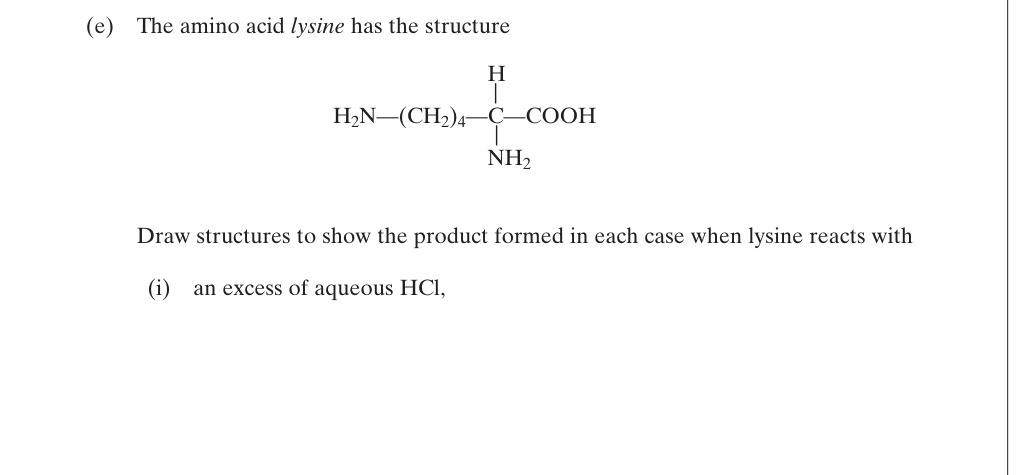 (e) The amino acid lysine has the structure
H
H₂N—(CH₂)₄—C—COOH
NH₂
Draw structures to show the product formed in each case when lysine reacts with
(i) an excess of aqueous HCl,